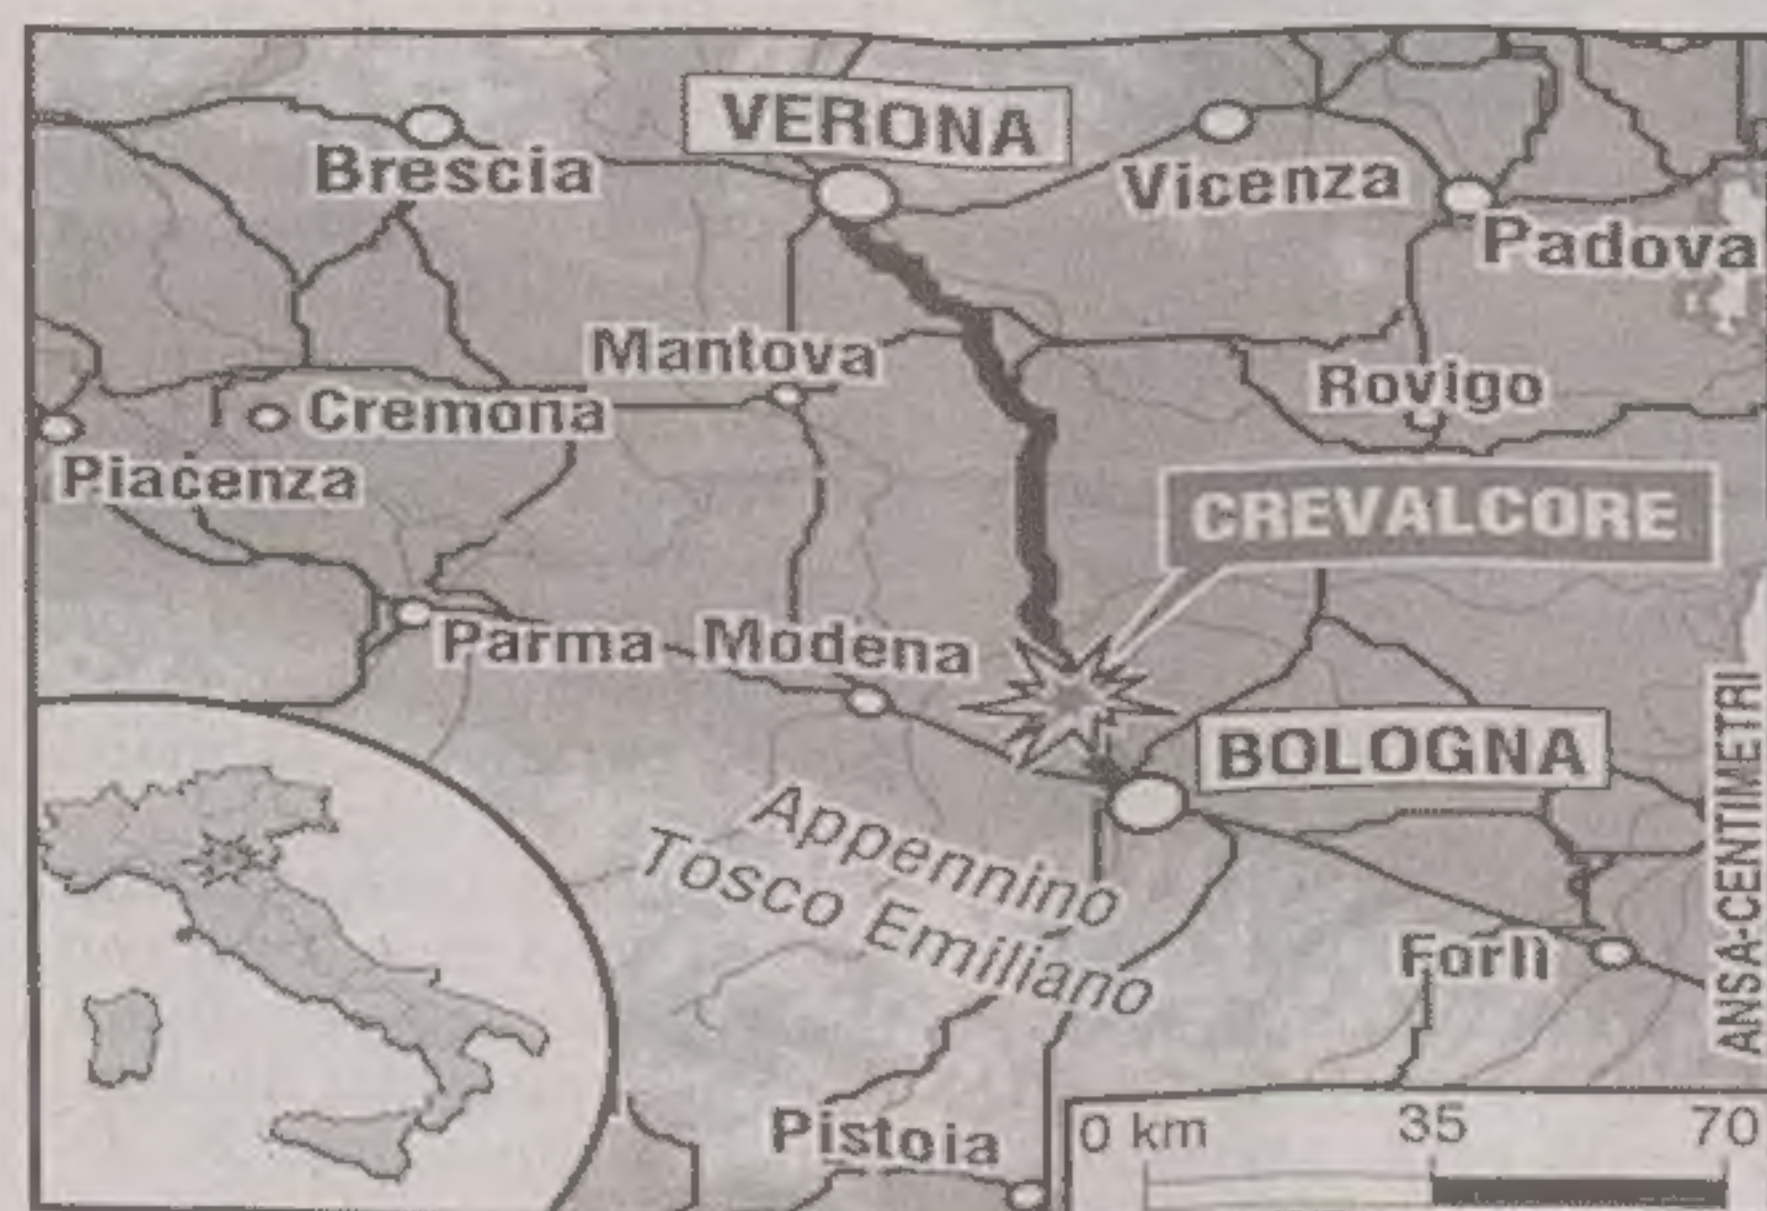 VERONA
Brescia
Vicenza
Padova
Mantova
Rovigo
Cremona
Piacenza
CREVALCORE
Parma
Modena
BOLOGNA
Appennino
Tosco Emiliano
Forlì
Pistoia
0 km 35 70
ANSA-CENTIMETRI